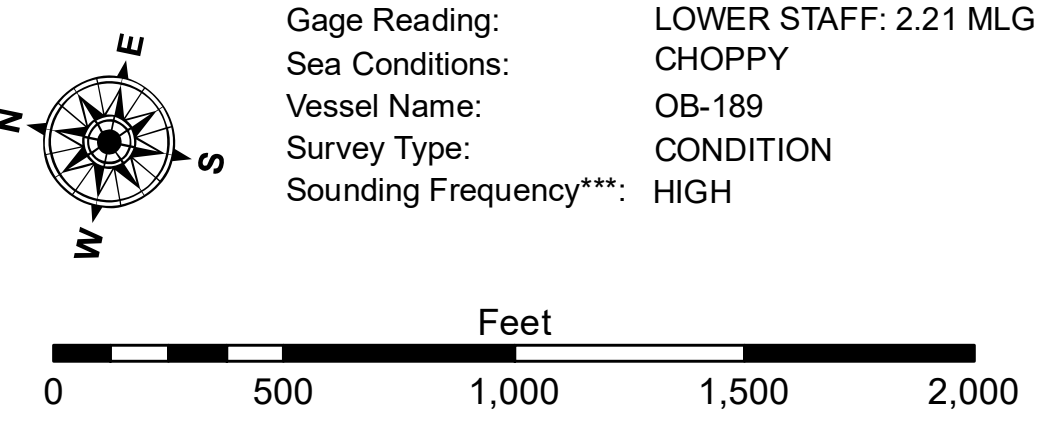 E
N
S
W
Gage Reading: LOWER STAFF: 2.21 MLG
Sea Conditions: CHOPPY
Vessel Name: OB-189
Survey Type: CONDITION
Sounding Frequency***: HIGH
Feet
0 500 1,000 1,500 2,000